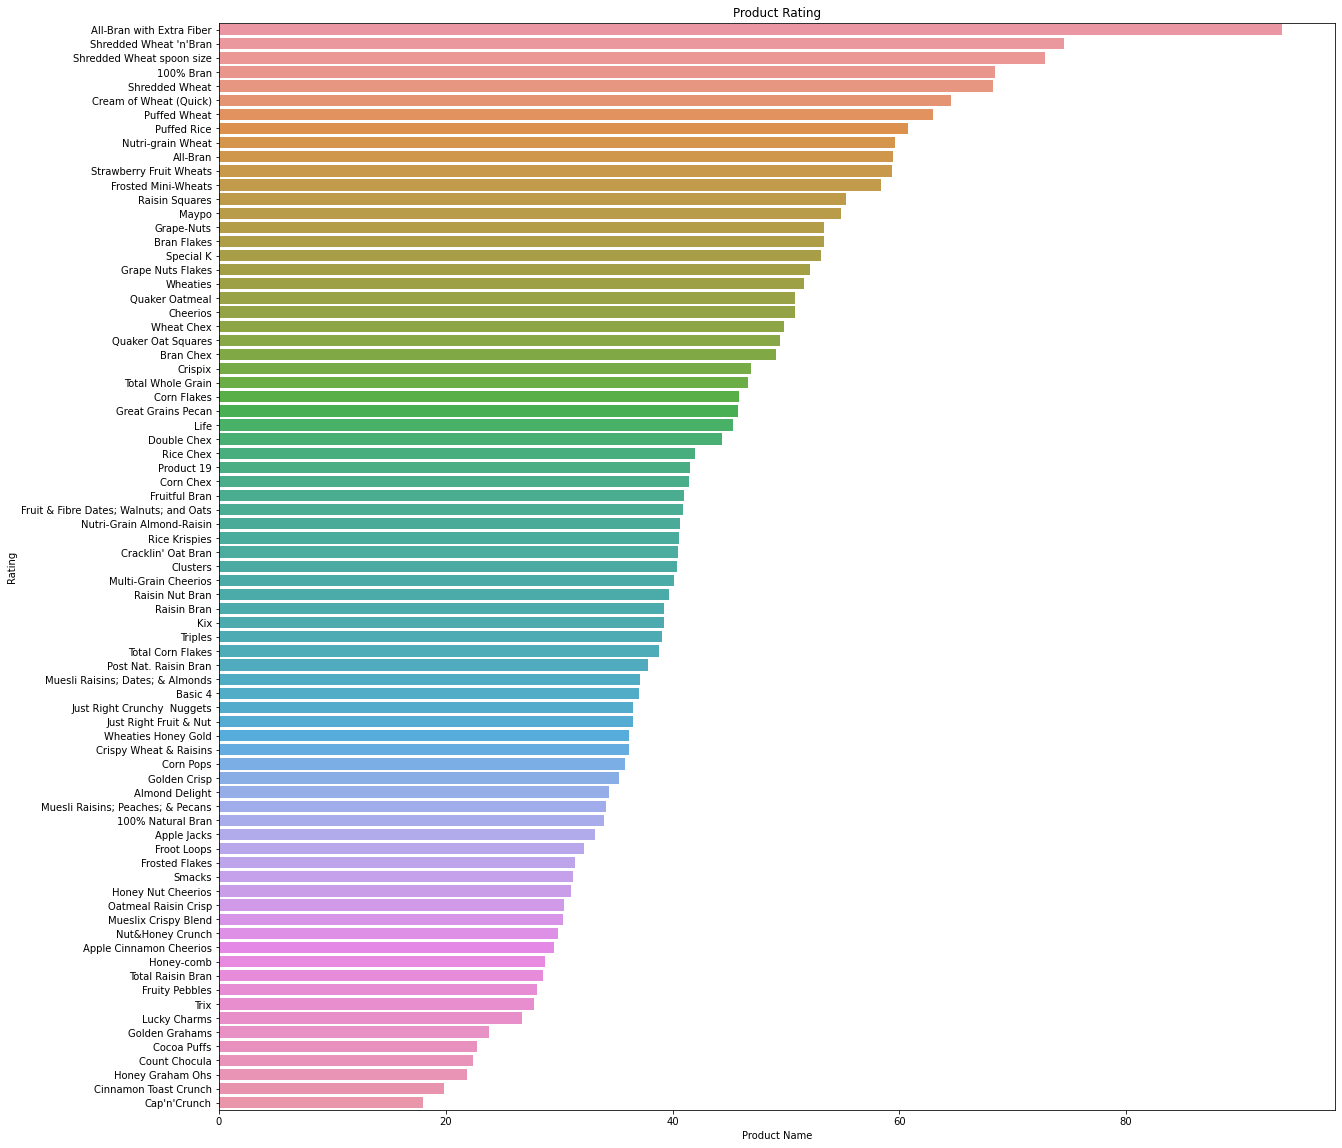 Product Rating
All-Bran with Extra Fiber
Shredded Wheat 'n'Bran
Shredded Wheat spoon size
100% Bran
Shredded Wheat
Cream of Wheat (Quick)
Puffed Wheat
Puffed Rice
Nutri-grain Wheat
All-Bran
Strawberry Fruit Wheats
Frosted Mini-Wheats
Raisin Squares
Maypo
Grape-Nuts
Bran Flakes
Special K
Grape Nuts Flakes
Wheaties
Quaker Oatmeal
Cheerios
Wheat Chex
Quaker Oat Squares
Bran Chex
Crispix
Total Whole Grain
Corn Flakes
Great Grains Pecan
Life
Double Chex
Rice Chex
Product 19
Corn Chex
Fruitful Bran
Fruit & Fibre Dates; Walnuts; and Oats
Nutri-Grain Almond-Raisin
Rice Krispies
Cracklin' Oat Bran
Clusters
Multi-Grain Cheerios
Raisin Nut Bran
Raisin Bran
Kix
Triples
Total Corn Flakes
Post Nat. Raisin Bran
Muesli Raisins; Dates; & Almonds
Basic 4
Just Right Crunchy  Nuggets
Just Right Fruit & Nut
Wheaties Honey Gold
Crispy Wheat & Raisins
Corn Pops
Golden Crisp
Almond Delight
Muesli Raisins; Peaches; & Pecans
100% Natural Bran
Apple Jacks
Froot Loops
Frosted Flakes
Smacks
Honey Nut Cheerios
Oatmeal Raisin Crisp
Mueslix Crispy Blend
Nut&Honey Crunch
Apple Cinnamon Cheerios
Honey-comb
Total Raisin Bran
Fruity Pebbles
Trix
Lucky Charms
Golden Grahams
Cocoa Puffs
Count Chocula
Honey Graham Ohs
Cinnamon Toast Crunch
Cap'n'Crunch
Rating
0 20 40 60 80
Product Name